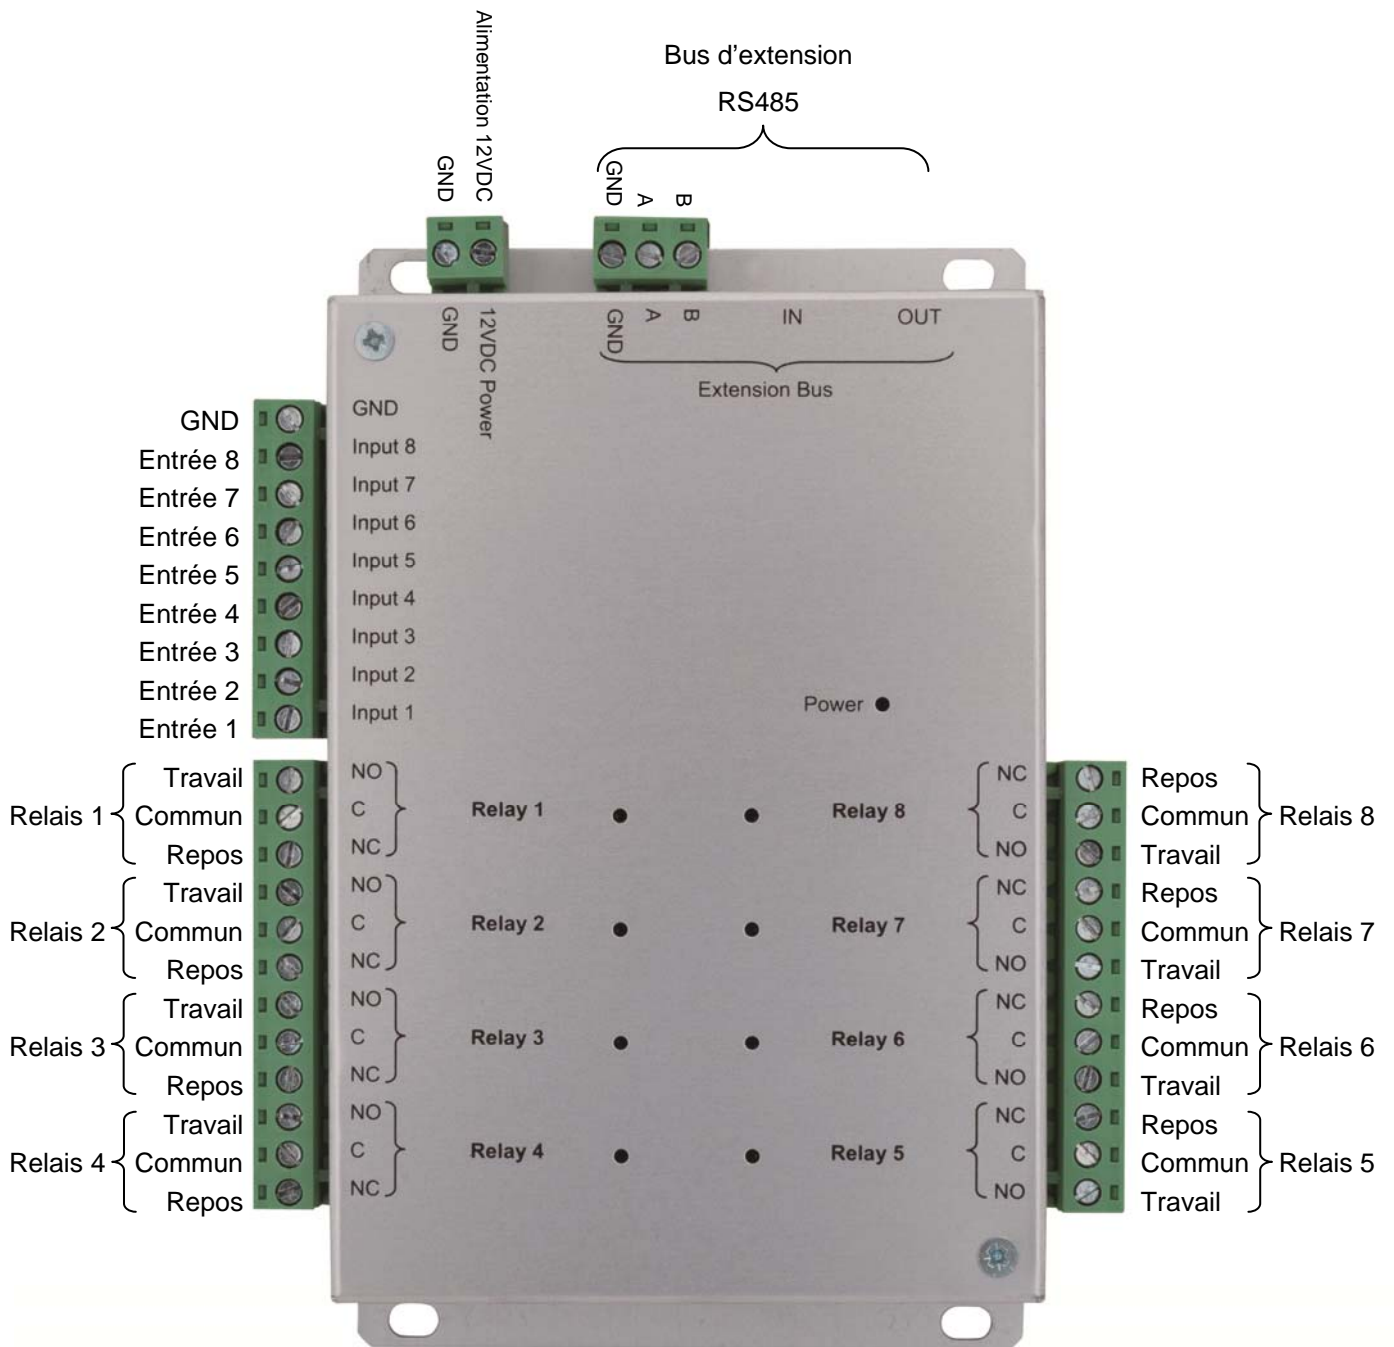 Bus d’extension
RS485
GND
Alimentation 12VDC
GND
A
B
GND
12VDC Power
GND
A
B
IN
OUT
Extension Bus
GND
Entrée 8
Entrée 7
Entrée 6
Entrée 5
Entrée 4
Entrée 3
Entrée 2
Entrée 1
GND
Input 8
Input 7
Input 6
Input 5
Input 4
Input 3
Input 2
Input 1
Power
Relais 1
Travail
Commun
Repos
NO
C
NC
Relay 1
Relay 8
NC
C
NO
Repos
Commun
Travail
Relais 8
Relais 2
Travail
Commun
Repos
NO
C
NC
Relay 2
Relay 7
NC
C
NO
Repos
Commun
Travail
Relais 7
Relais 3
Travail
Commun
Repos
NO
C
NC
Relay 3
Relay 6
NC
C
NO
Repos
Commun
Travail
Relais 6
Relais 4
Travail
Commun
Repos
NO
C
NC
Relay 4
Relay 5
NC
C
NO
Repos
Commun
Travail
Relais 5